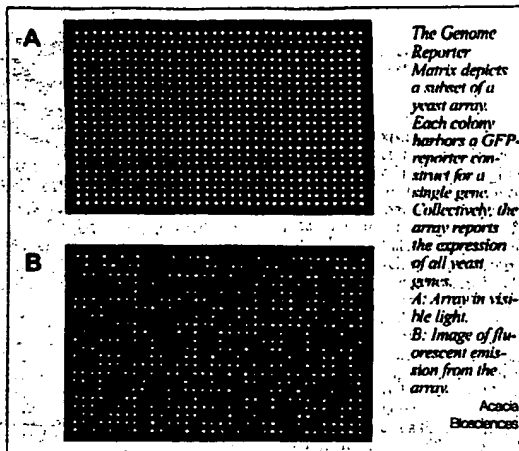 A
B
The Genome
Reporter
Matrix depicts
a subset of a
yeast array.
Each colony
harbors a GFP-
reporter con-
struct for a
single gene.
Collectively, the
array reports
the expression
of all yeast
genes.
A: Array in visi-
ble light.
B: Image of flu-
orescent emis-
sion from the
array.
Acacia
Biosciences